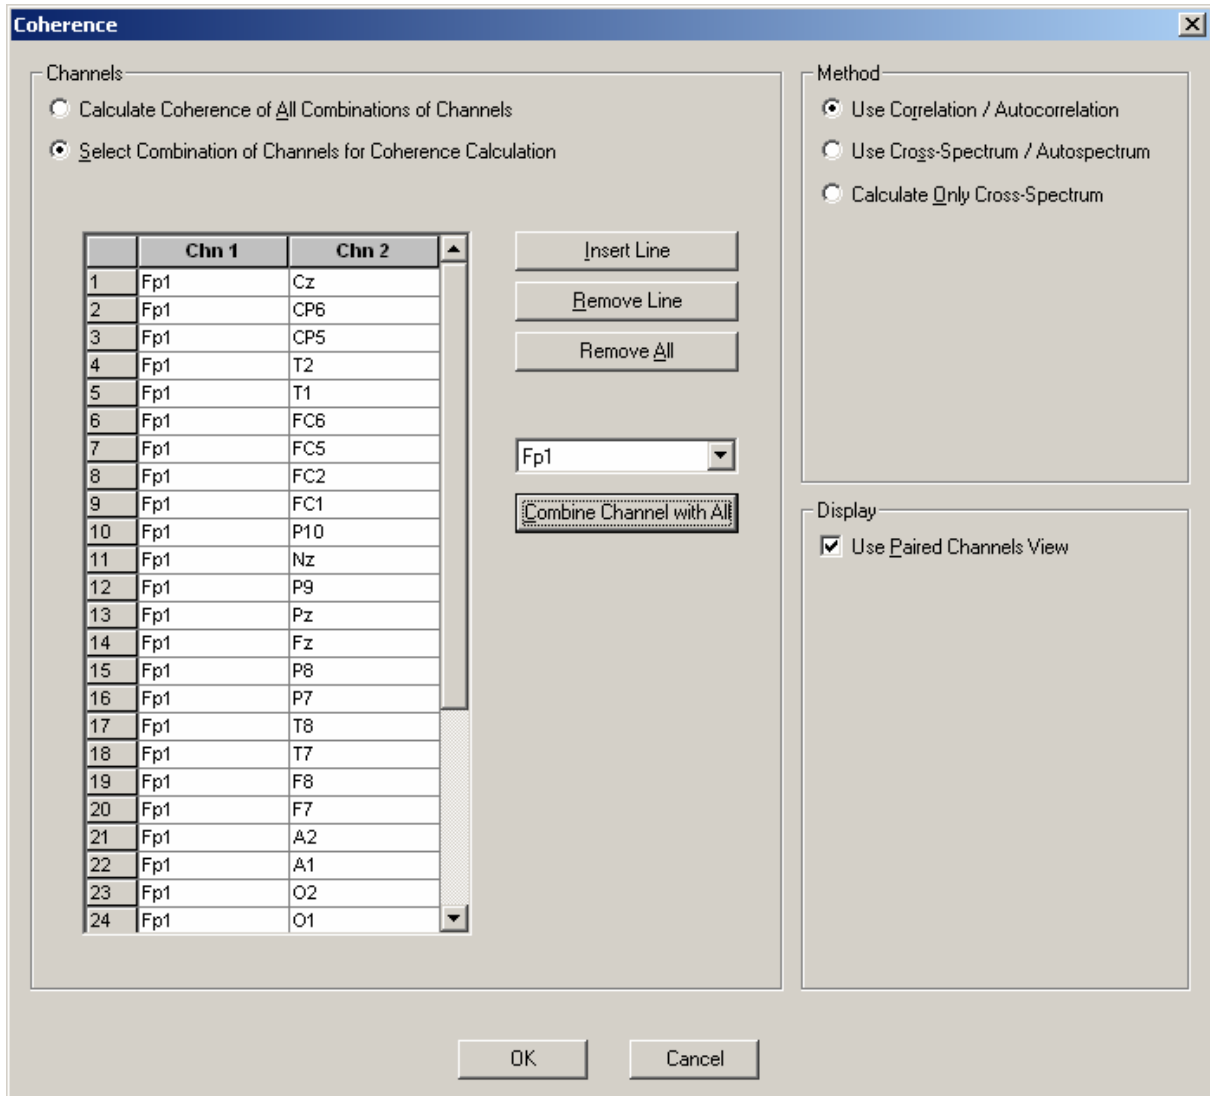 Coherence
Channels
Calculate Coherence of All Combinations of Channels
Select Combination of Channels for Coherence Calculation
Chn 1 Chn 2
1 Fp1 Cz
2 Fp1 CP6
3 Fp1 CP5
4 Fp1 T2
5 Fp1 T1
6 Fp1 FC6
7 Fp1 FC5
8 Fp1 FC2
9 Fp1 FC1
10 Fp1 P10
11 Fp1 Nz
12 Fp1 P9
13 Fp1 Pz
14 Fp1 Fz
15 Fp1 P8
16 Fp1 P7
17 Fp1 T8
18 Fp1 T7
19 Fp1 F8
20 Fp1 F7
21 Fp1 A2
22 Fp1 A1
23 Fp1 O2
24 Fp1 O1
Insert Line
Remove Line
Remove All
Fp1
Combine Channel with All
Method
Use Correlation / Autocorrelation
Use Cross-Spectrum / Autospectrum
Calculate Only Cross-Spectrum
Display
Use Paired Channels View
OK Cancel